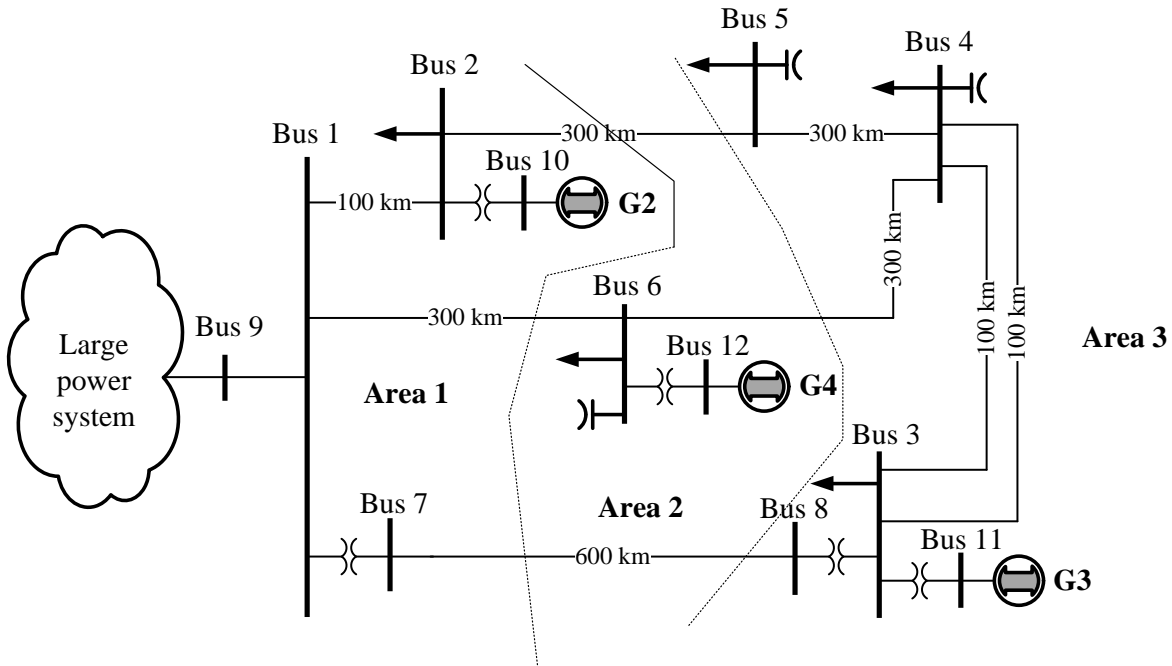 Bus 5
Bus 4
Bus 2
Bus 1
300 km
300 km
Bus 10
100 km
G2
300 km
Bus 6
300 km
100 km
100 km
Bus 9
Large
power
system
Bus 12
Area 3
Area 1
G4
Bus 3
Bus 7
Area 2
Bus 8
600 km
Bus 11
G3